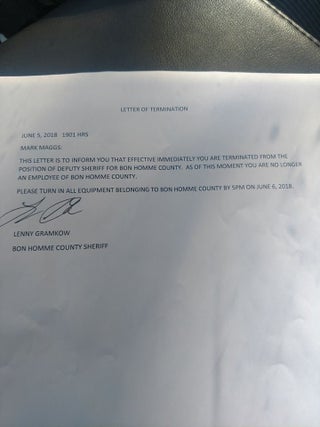 LETTER OF TERMINATION
JUNE 5, 2018 1901 HRS
MARK MAGGS:
THIS LETTER IS TO INFORM YOU THAT EFFECTIVE IMMEDIATELY YOU ARE TERMINATED FROM THE
POSITION OF DEPUTY SHERIFF FOR BON HOMME COUNTY. AS OF THIS MOMENT YOU ARE NO LONGER
AN EMPLOYEE OF BON HOMME COUNTY.
PLEASE TURN IN ALL EQUIPMENT BELONGING TO BON HOMME COUNTY BY 5PM ON JUNE 6, 2018.
LENNY GRAMKOW
BON HOMME COUNTY SHERIFF